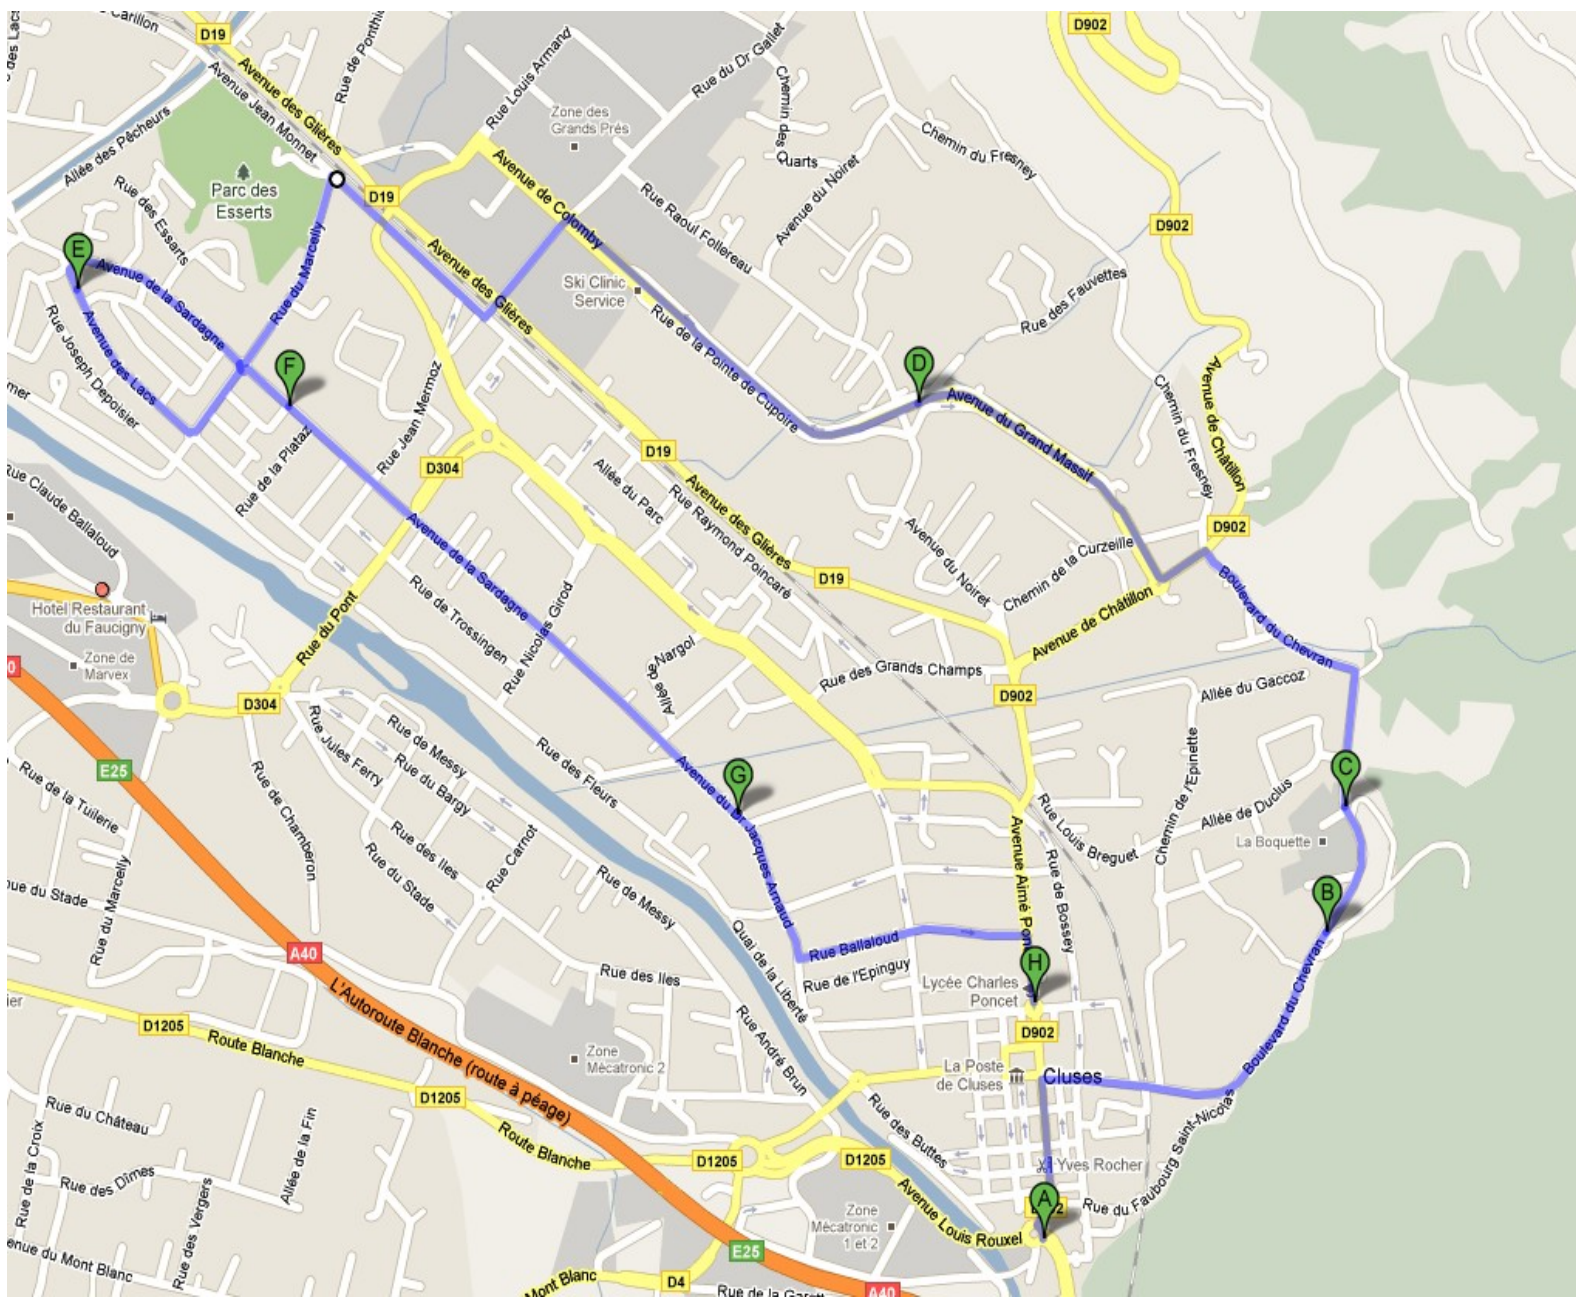 Carillon
D19
D902
Rue de Ponthi
Avenue des Glières
Avenue Jean Monnet
Rue Louis Armand
Rue du Dr Gallet
Chemin des Quarts
Zone des
Grands Prés
Chemin du Fresney
Allée des Pêcheurs
Parc des
Esserts
Rue des Essarts
D19
Avenue de Colomby
Avenue du Noiret
Rue Raoul Follereau
D902
E
Avenue de la Sardagne
Rue du Marcelly
Avenue des Glières
Ski Clinic
Service
Rue des Fauvettes
Avenue des Lacs
Rue Joseph Depoisier
F
Rue de la Pointe de Cupoire
D
Avenue du Grand Massif
Chemin du Fresney
Avenue de Châtillon
Rue Jean Mermoz
Rue de la Plataz
D304
D19
Allée du Parc
Rue Raymond Poincaré
Avenue des Glières
Rue Claude Ballaloud
Avenue de la Sardagne
Avenue du Noiret
Chemin de la Curzeille
D902
D19
Boulevard du Chevran
Hotel Restaurant
du Faucigny
Rue du Pont
Rue de Trossingen
Rue Nicolas Girod
Avenue de Châtillon
Zone de
Marvex
Allée de Nargol
Rue des Grands Champs
D902
Allée du Gaccoz
D304
Rue de Messy
Rue Jules Ferry
Rue du Bargy
Rue des Fleurs
Avenue du Dr Jacques Arnaud
G
C
Chemin de l'Epinette
E25
Rue de la Tuilerie
Rue de Chamberon
Rue des Iles
Rue Carnot
Rue du Stade
Avenue Aimé Pon
Rue Louis Breguet
Rue de Bossey
Allée de Duclus
La Boquette
B
Rue du Marcelly
Rue de Messy
Quai de la Liberté
Rue Ballaloud
Rue de l'Epinguy
H
Lycée Charles
Poncet
A40
Rue des Iles
L'Autoroute Blanche (route à péage)
D1205
Route Blanche
Zone
Mécatronic 2
Rue André Brun
D902
La Poste
de Cluses
Cluses
Boulevard du Chevran
D1205
Rue du Château
Route Blanche
Rue des Buttes
Rue du Faubourg Saint-Nicolas
Rue de la Croix
Rue des Dîmes
Allée de la Fin
D1205
D1205
Yves Rocher
A
Rue des Vergers
Avenue Louis Rouxel
Zone
Mécatronic
1 et 2
enue du Mont Blanc
E25
Mont Blanc
D4
A40